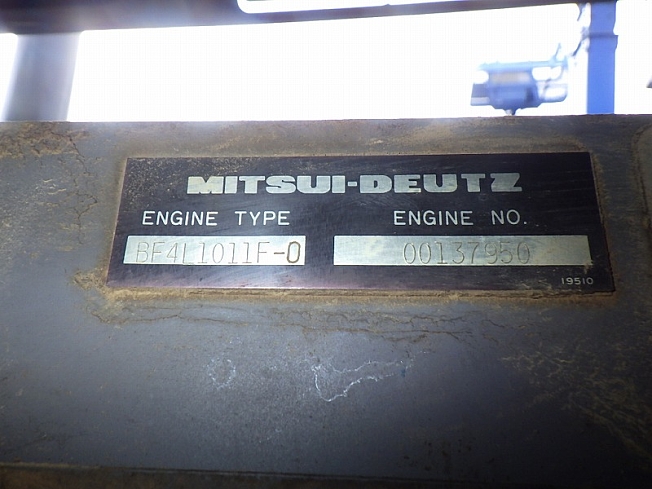 MITSUI-DEUTZ
ENGINE TYPE ENGINE NO.
BF4L1011F-0 00137950
19510